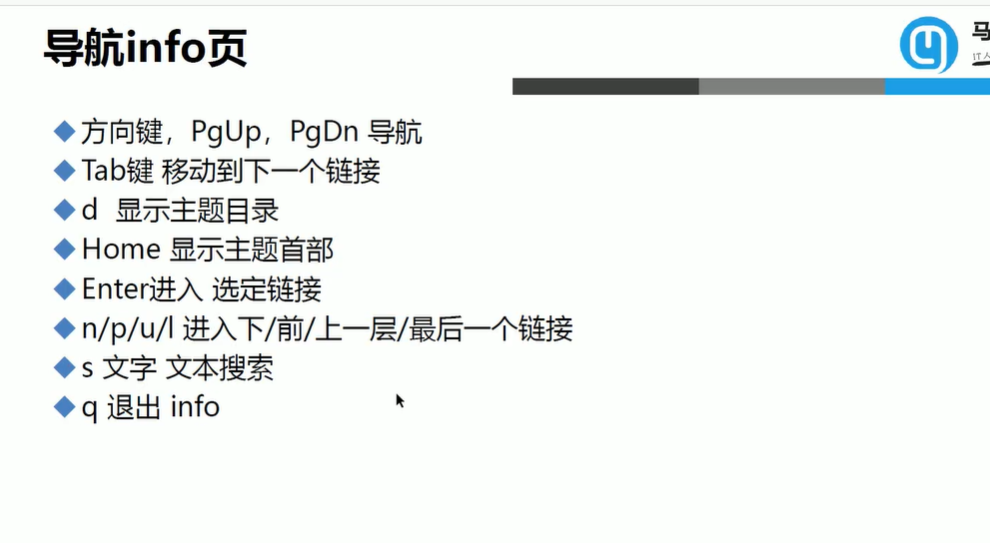 导航info页
马
IT人
方向键，PgUp，PgDn 导航
Tab键 移动到下一个链接
d 显示主题目录
Home 显示主题首部
Enter进入 选定链接
n/p/u/l 进入下/前/上一层/最后一个链接
s 文字 文本搜索
q 退出 info